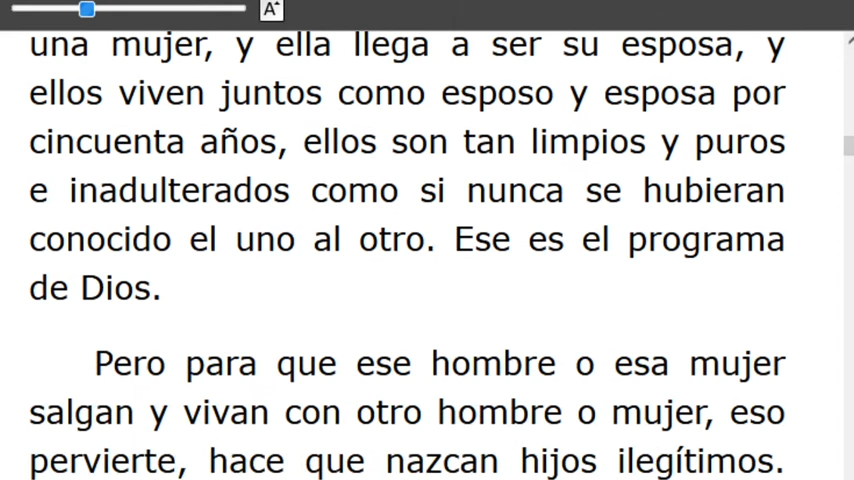 una mujer, y ella llega a ser su esposa, y
ellos viven juntos como esposo y esposa por
cincuenta años, ellos son tan limpios y puros
e inadulterados como si nunca se hubieran
conocido el uno al otro. Ese es el programa
de Dios.
Pero para que ese hombre o esa mujer
salgan y vivan con otro hombre o mujer, eso
pervierte, hace que nazcan hijos ilegítimos.